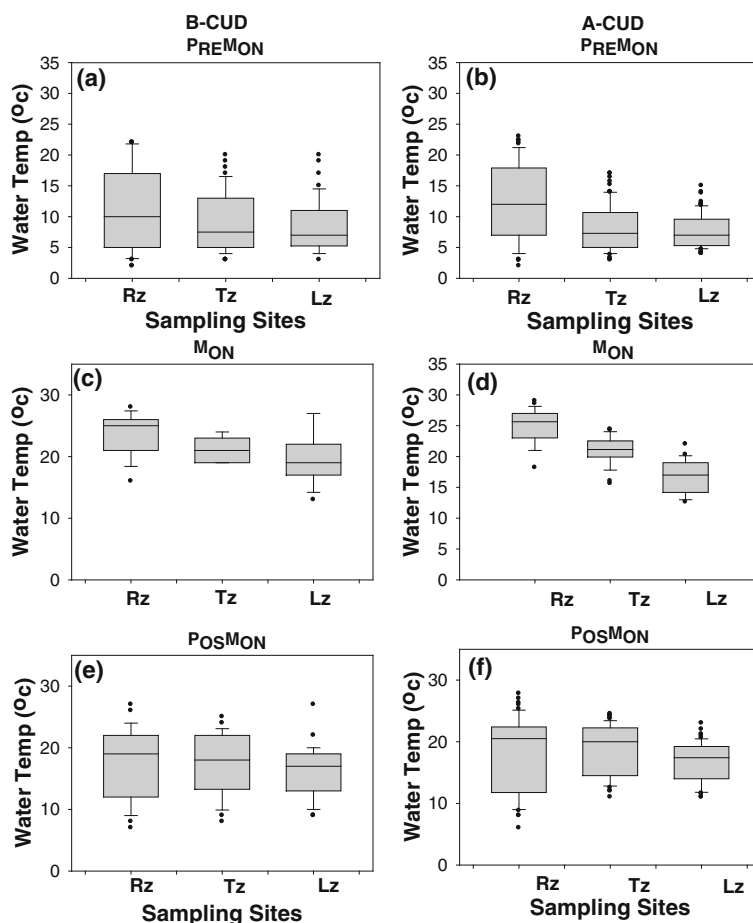 B-CUD
PREMON
A-CUD
PREMON
(a)
Water Temp (oc)
35
30
25
20
15
10
5
0
Rz Tz Lz
Sampling Sites
(b)
Water Temp (oc)
35
30
25
20
15
10
5
0
Rz Tz Lz
Sampling Sites
MON
(c)
Water Temp (oc)
30
20
10
0
Rz Tz Lz
MON
(d)
Water Temp (oc)
30
25
20
15
10
5
0
Rz Tz Lz
POSMON
(e)
Water Temp (oc)
30
20
10
0
Rz Tz Lz
Sampling Sites
POSMON
(f)
Water Temp (oc)
30
20
10
0
Rz Tz Lz
Sampling Sites